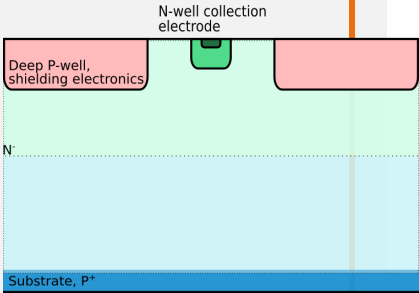 N-well collection
electrode
Deep P-well,
shielding electronics
N⁻
Substrate, P⁺